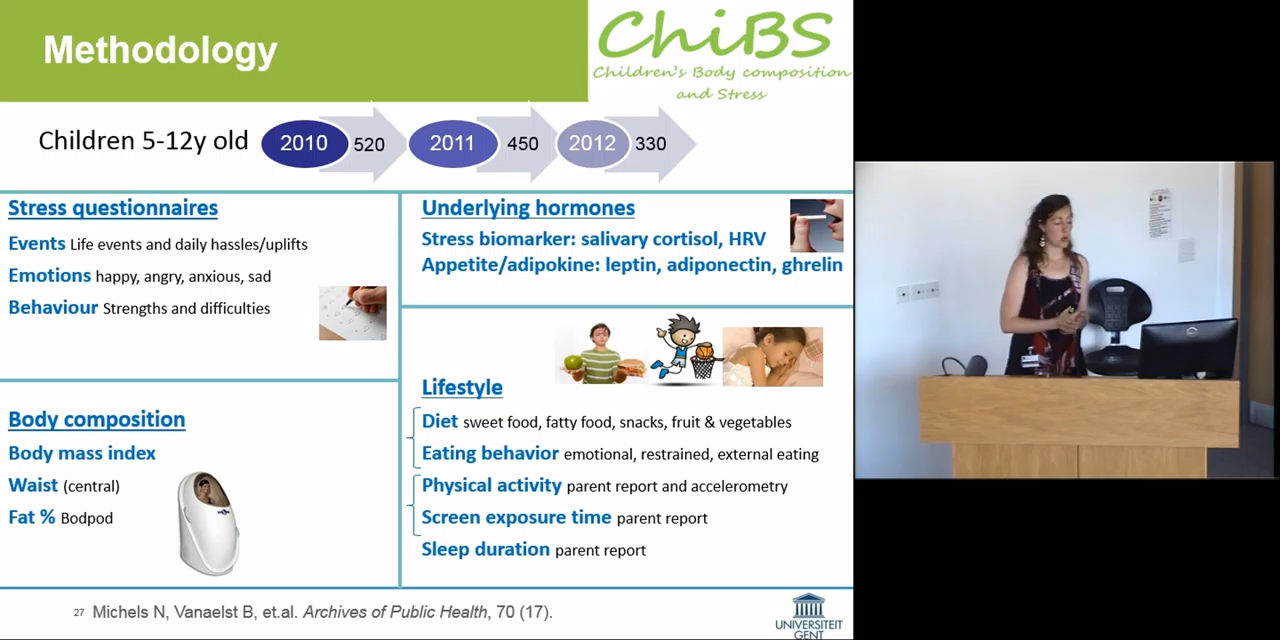 Methodology
ChiBS
Children's Body composition
and Stress
Children 5-12y old 2010 520 2011 450 2012 330
Stress questionnaires
Events Life events and daily hassles/uplifts
Emotions happy, angry, anxious, sad
Behaviour Strengths and difficulties
Body composition
Body mass index
Waist (central)
Fat % Bodpod
Underlying hormones
Stress biomarker: salivary cortisol, HRV
Appetite/adipokine: leptin, adiponectin, ghrelin
Lifestyle
Diet sweet food, fatty food, snacks, fruit & vegetables
Eating behavior emotional, restrained, external eating
Physical activity parent report and accelerometry
Screen exposure time parent report
Sleep duration parent report
27 Michels N, Vanaelst B, et.al. Archives of Public Health, 70 (17).
UNIVERSITEIT
GENT